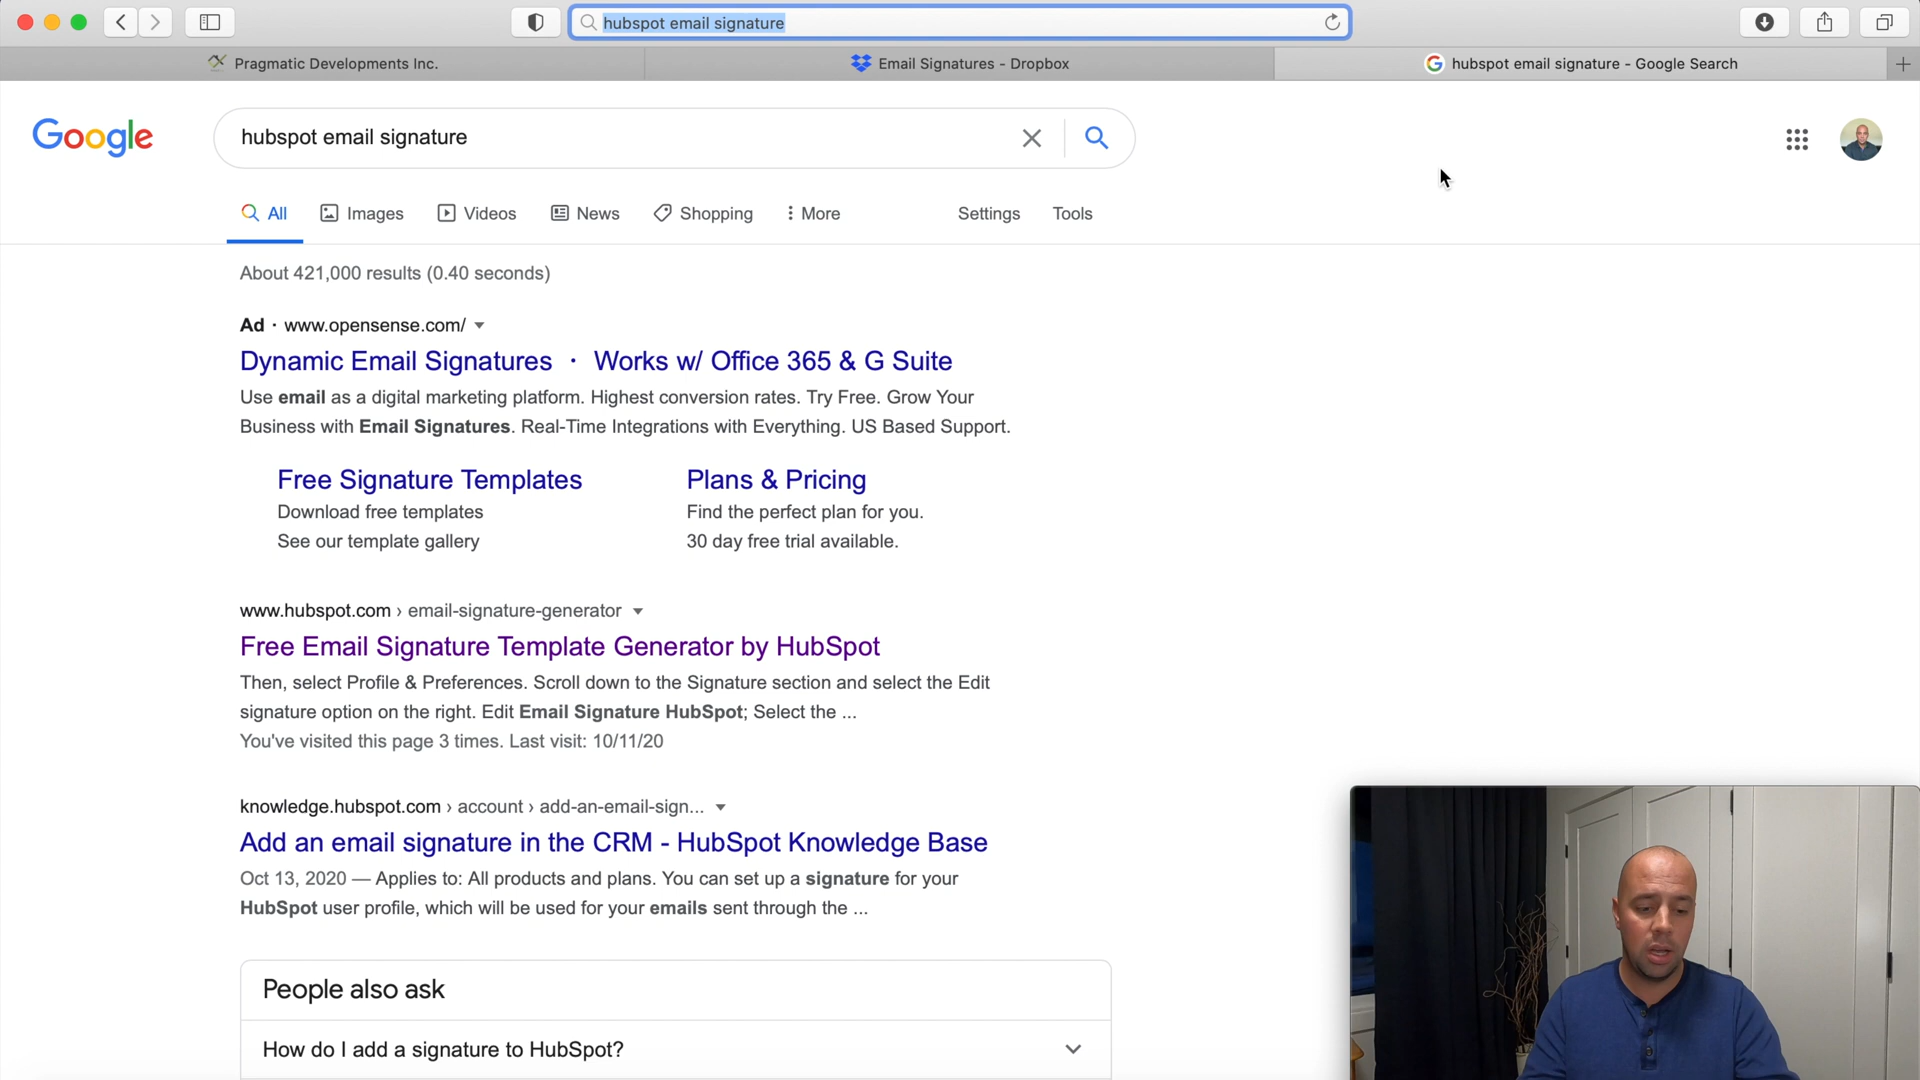 hubspot email signature
Pragmatic Developments Inc.
Email Signatures - Dropbox
hubspot email signature - Google Search
Google
hubspot email signature
All
Images
Videos
News
Shopping
More
Settings
Tools
About 421,000 results (0.40 seconds)
Ad · www.opensense.com/
Dynamic Email Signatures · Works w/ Office 365 & G Suite
Use email as a digital marketing platform. Highest conversion rates. Try Free. Grow Your
Business with Email Signatures. Real-Time Integrations with Everything. US Based Support.
Free Signature Templates
Download free templates
See our template gallery
Plans & Pricing
Find the perfect plan for you.
30 day free trial available.
www.hubspot.com › email-signature-generator
Free Email Signature Template Generator by HubSpot
Then, select Profile & Preferences. Scroll down to the Signature section and select the Edit
signature option on the right. Edit Email Signature HubSpot; Select the ...
You've visited this page 3 times. Last visit: 10/11/20
knowledge.hubspot.com › account › add-an-email-sign...
Add an email signature in the CRM - HubSpot Knowledge Base
Oct 13, 2020 — Applies to: All products and plans. You can set up a signature for your
HubSpot user profile, which will be used for your emails sent through the ...
People also ask
How do I add a signature to HubSpot?